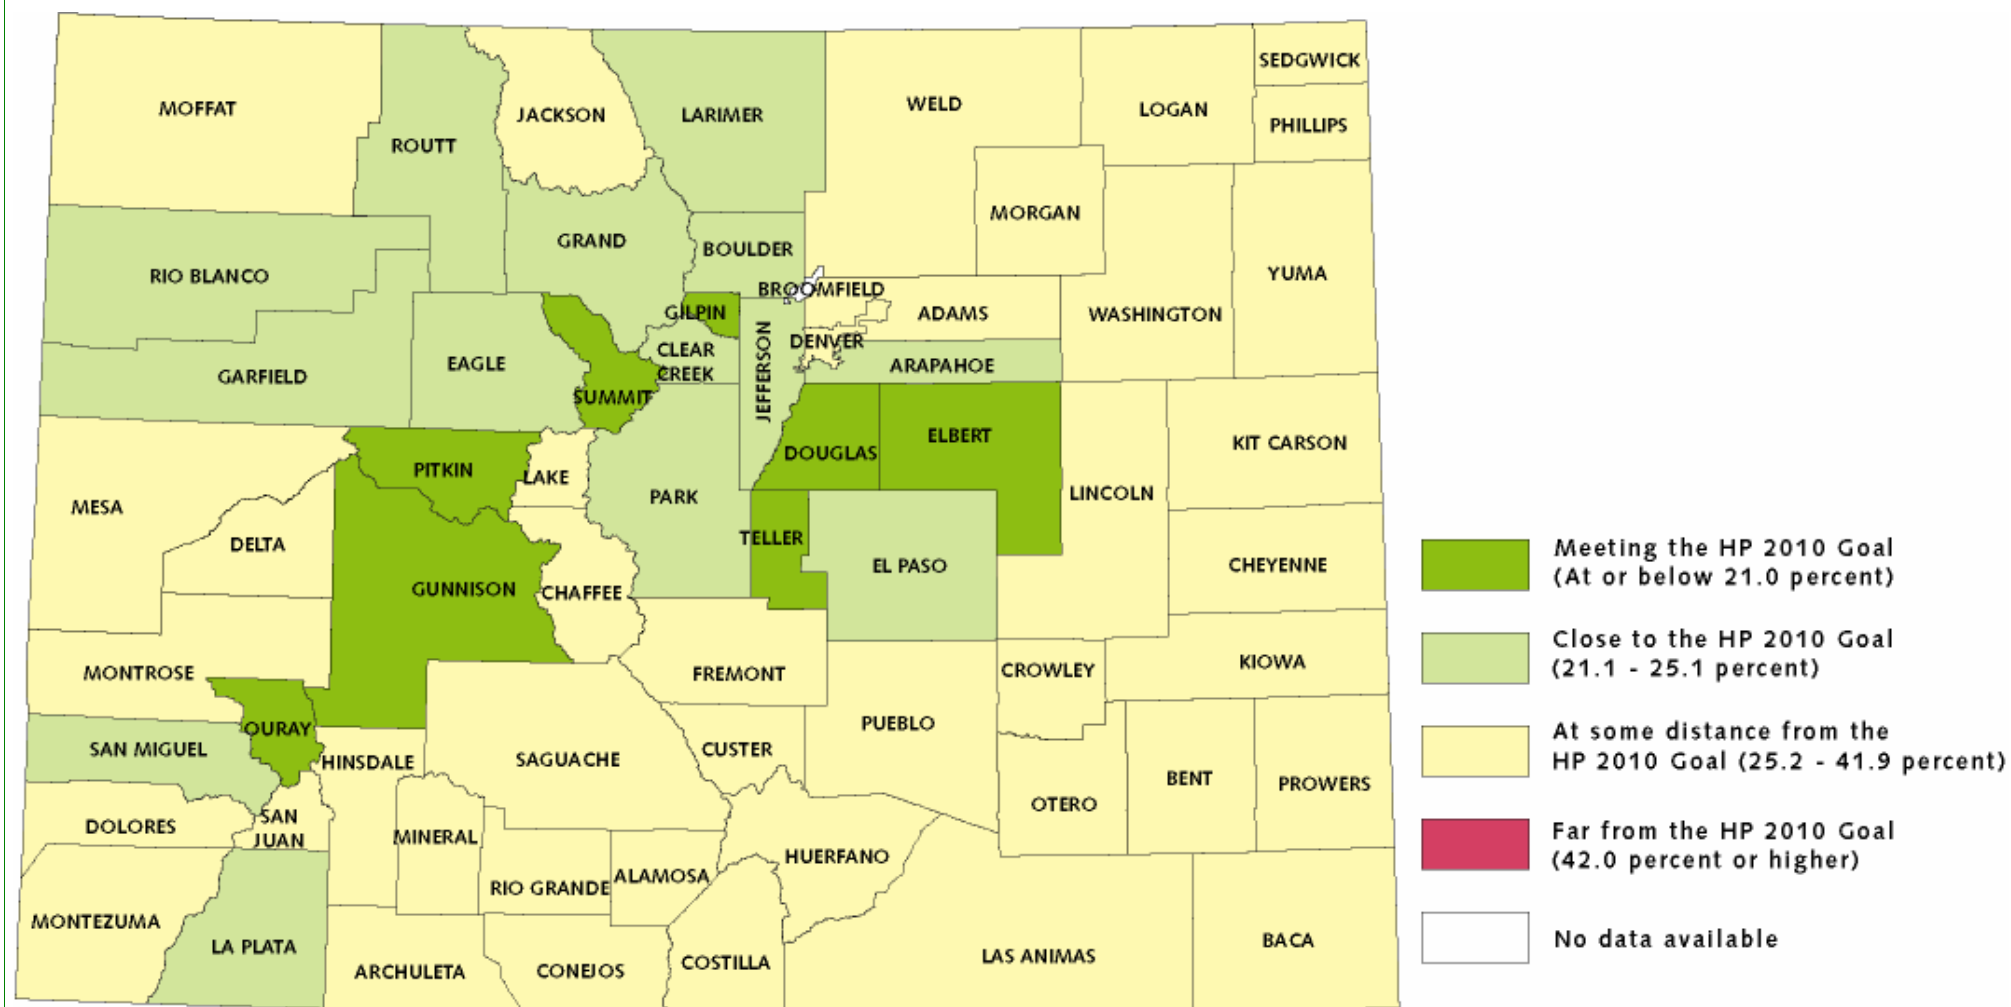 SEDGWICK
MOFFAT
WELD
LOGAN
JACKSON
LARIMER
PHILLIPS
ROUTT
MORGAN
GRAND
BOULDER
RIO BLANCO
YUMA
BROOMFIELD
GILPIN
ADAMS
WASHINGTON
DENVER
CLEAR
CREEK
EAGLE
ARAPAHOE
GARFIELD
JEFFERSON
SUMMIT
ELBERT
KIT CARSON
DOUGLAS
PITKIN
LAKE
LINCOLN
PARK
MESA
TELLER
DELTA
EL PASO
CHEYENNE
GUNNISON
CHAFFEE
KIOWA
CROWLEY
MONTROSE
FREMONT
PUEBLO
OURAY
SAN MIGUEL
CUSTER
HINSDALE
SAGUACHE
BENT
PROWERS
OTERO
SAN
JUAN
DOLORES
MINERAL
HUERFANO
ALAMOSA
RIO GRANDE
MONTEZUMA
LA PLATA
BACA
LAS ANIMAS
COSTILLA
ARCHULETA
CONEJOS
Meeting the HP 2010 Goal
(At or below 21.0 percent)
Close to the HP 2010 Goal
(21.1 - 25.1 percent)
At some distance from the
HP 2010 Goal (25.2 - 41.9 percent)
Far from the HP 2010 Goal
(42.0 percent or higher)
No data available